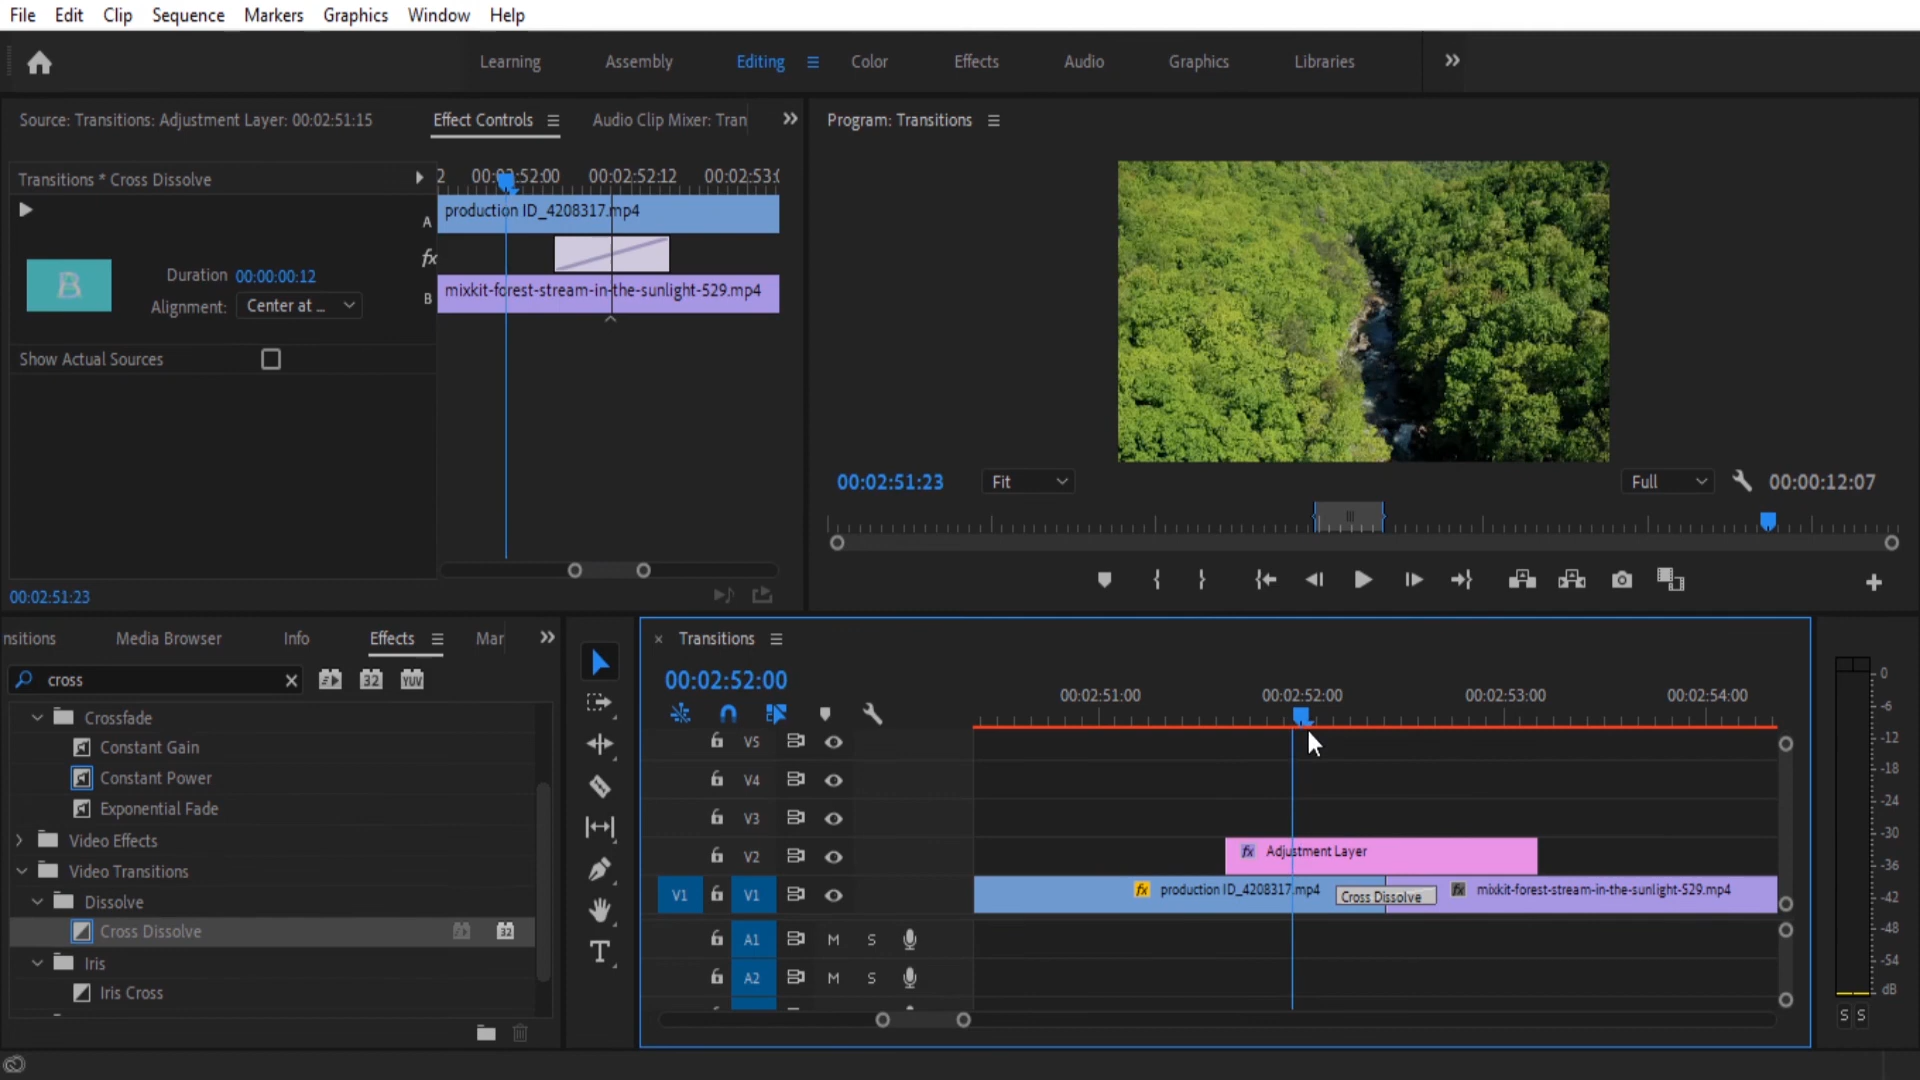 File Edit Clip Sequence Markers Graphics Window Help
Learning Assembly Editing Color Effects Audio Graphics Libraries
Source: Transitions: Adjustment Layer: 00:02:51:15 Effect Controls Audio Clip Mixer: Tran
Program: Transitions
Transitions * Cross Dissolve
2 00:02:52:00 00:02:52:12 00:02:53:0
A production ID_4208317.mp4
fx
B mixkit-forest-stream-in-the-sunlight-529.mp4
B
Duration 00:00:00:12
Alignment: Center at ...
Show Actual Sources
00:02:51:23
00:02:51:23 Fit Full 00:00:12:07
nsitions Media Browser Info Effects Mar
cross 32 YUV
Crossfade
Constant Gain
Constant Power
Exponential Fade
Video Effects
Video Transitions
Dissolve
Cross Dissolve 32
Iris
Iris Cross
T
Transitions
00:02:52:00
00:02:51:00 00:02:52:00 00:02:53:00 00:02:54:00
V5
V4
V3
V2 fx Adjustment Layer
V1 V1 fx production ID_4208317.mp4 Cross Dissolve fx mixkit-forest-stream-in-the-sunlight-529.mp4
A1 M S
A2 M S
0
-6
-12
-18
-24
-30
-36
-42
-48
-54
dB
S S